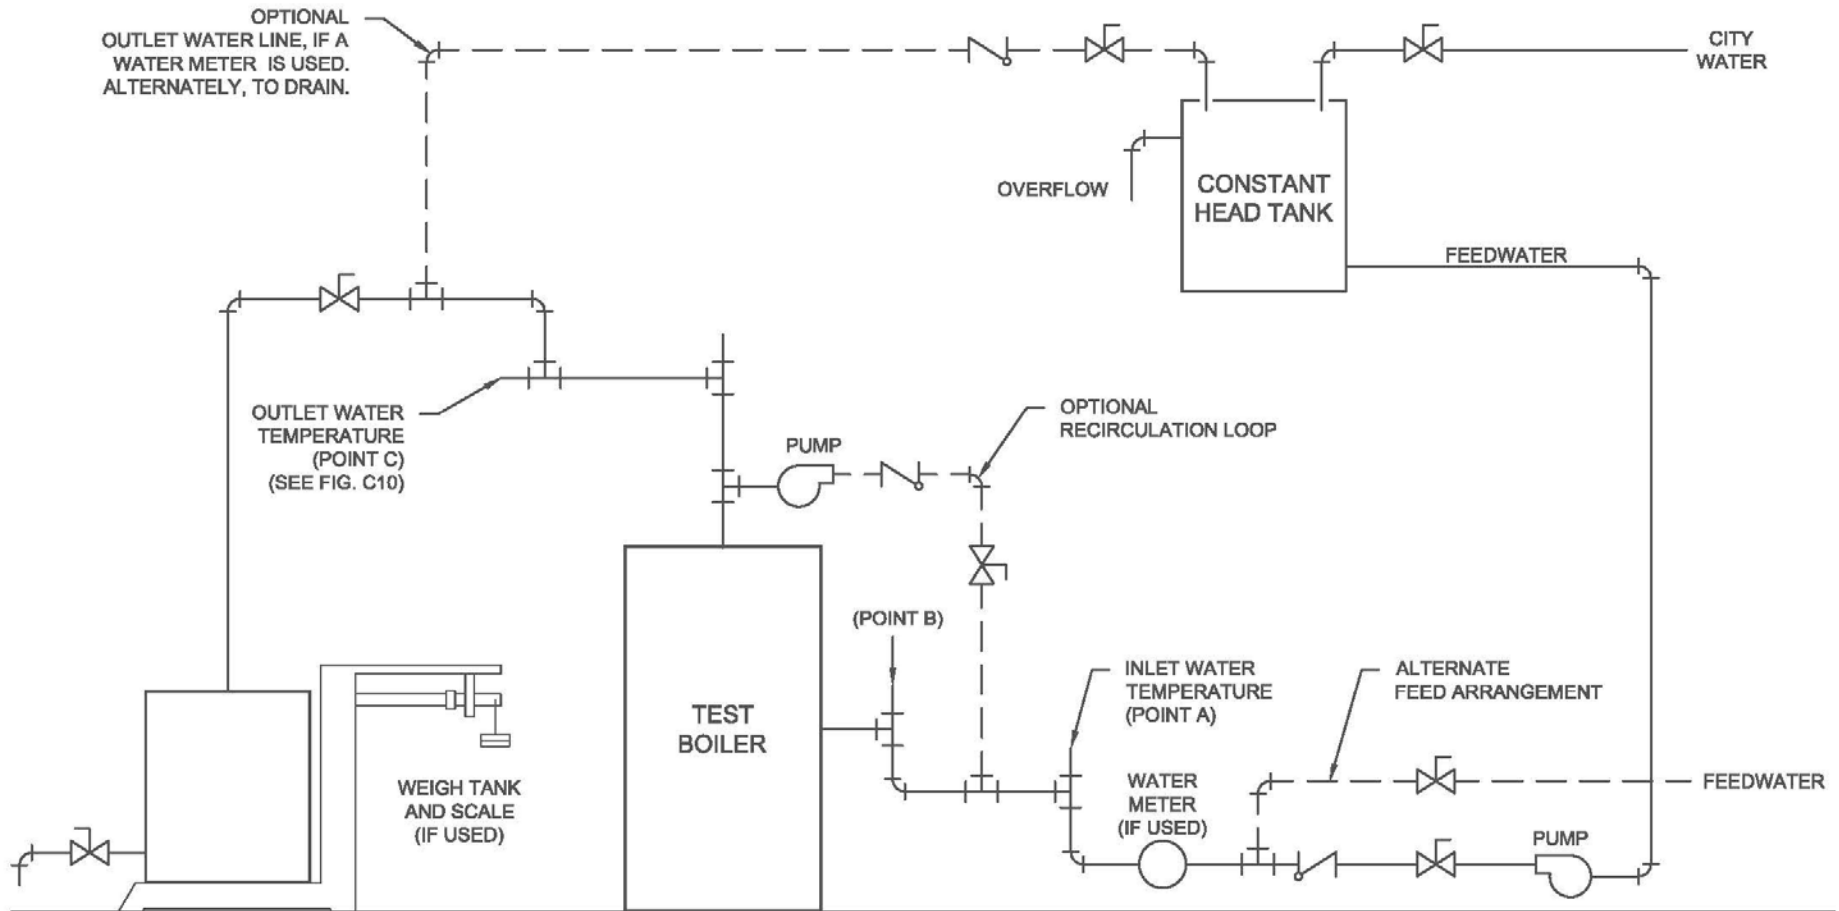 OPTIONAL
OUTLET WATER LINE, IF A
WATER METER IS USED.
ALTERNATELY, TO DRAIN.
CITY
WATER
OVERFLOW
CONSTANT
HEAD TANK
FEEDWATER
OUTLET WATER
TEMPERATURE
(POINT C)
(SEE FIG. C10)
PUMP
OPTIONAL
RECIRCULATION LOOP
(POINT B)
INLET WATER
TEMPERATURE
(POINT A)
ALTERNATE
FEED ARRANGEMENT
TEST
BOILER
WEIGH TANK
AND SCALE
(IF USED)
WATER
METER
(IF USED)
FEEDWATER
PUMP